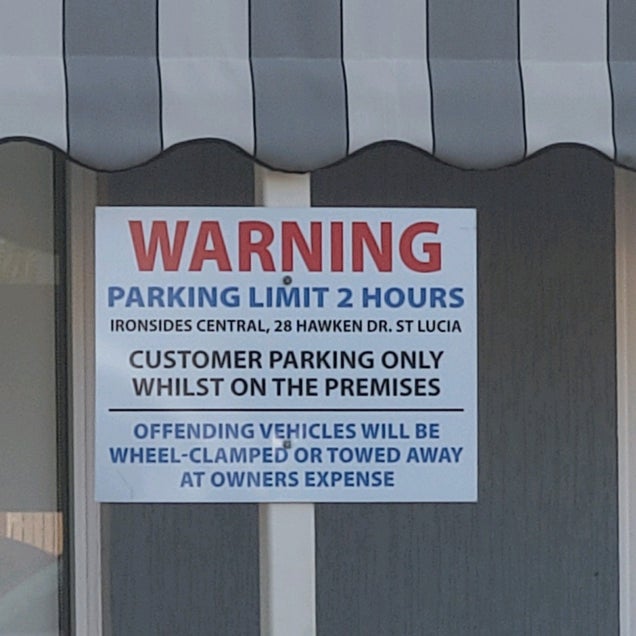 WARNING
PARKING LIMIT 2 HOURS
IRONSIDES CENTRAL, 28 HAWKEN DR. ST LUCIA
CUSTOMER PARKING ONLY
WHILST ON THE PREMISES
OFFENDING VEHICLES WILL BE
WHEEL-CLAMPED OR TOWED AWAY
AT OWNERS EXPENSE